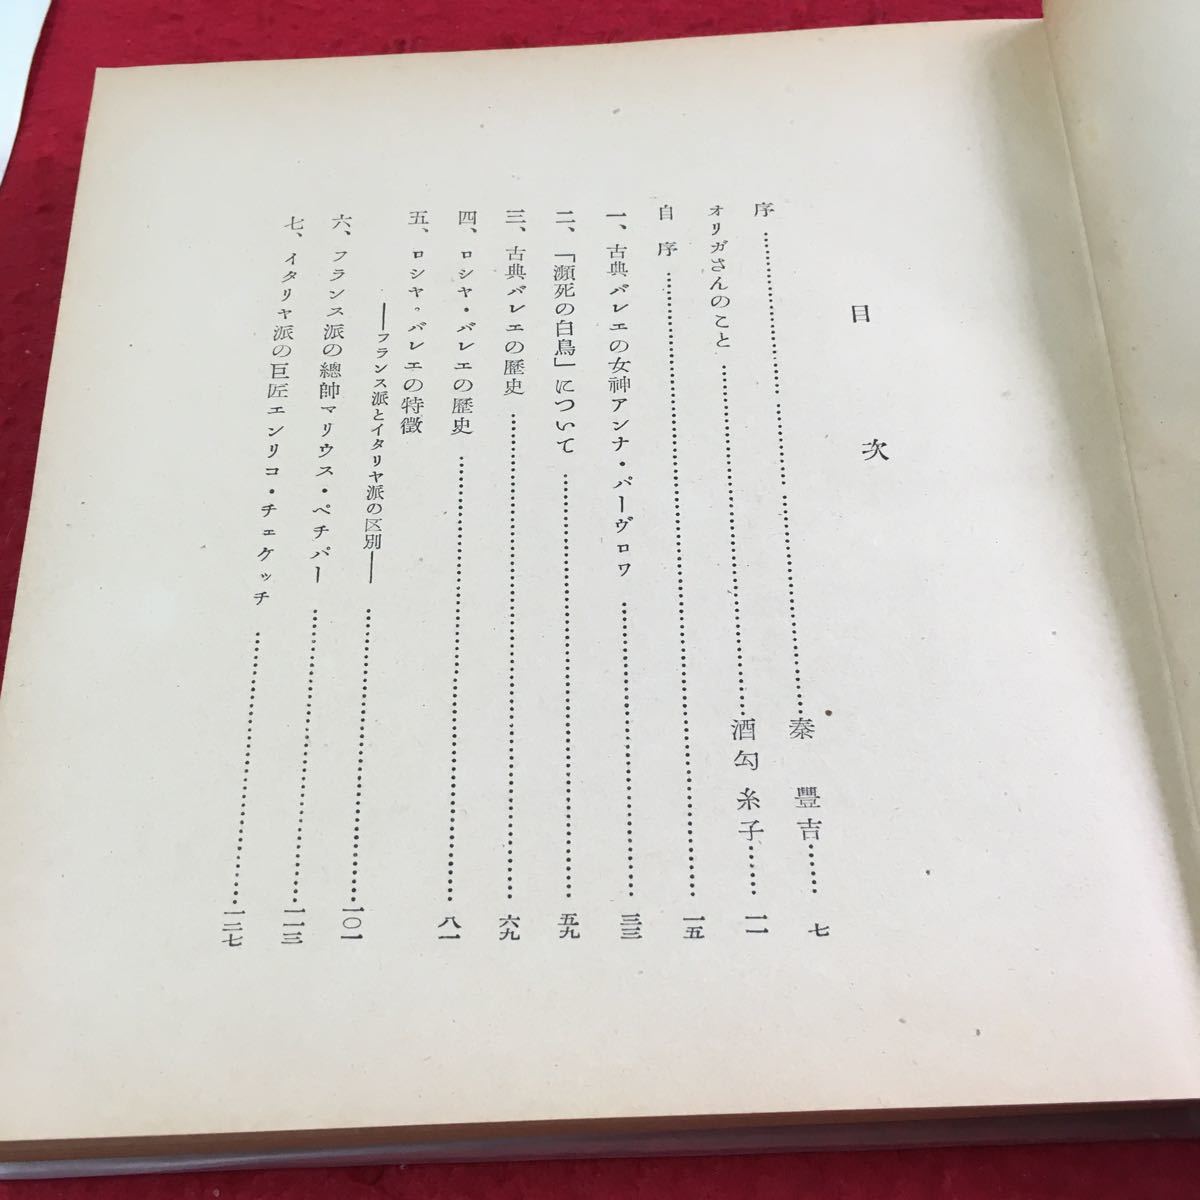 目次
序……………………………秦豐吉……七
オリガさんのこと……………………酒勾糸子……一一
自序……………………………一五
一、古典バレエの女神アンナ・パーヴロワ……………………三三
二、「瀕死の白鳥」について……………………五九
三、古典バレエの歷史……………………六九
四、ロシヤ・バレエの歷史……………………八一
五、ロシヤ・バレエの特徵
――フランス派とイタリヤ派の区別――……………………一〇一
六、フランス派の總帥マリウス・ペチパー……………………一一三
七、イタリヤ派の巨匠エンリコ・チェケッチ……………………一二七